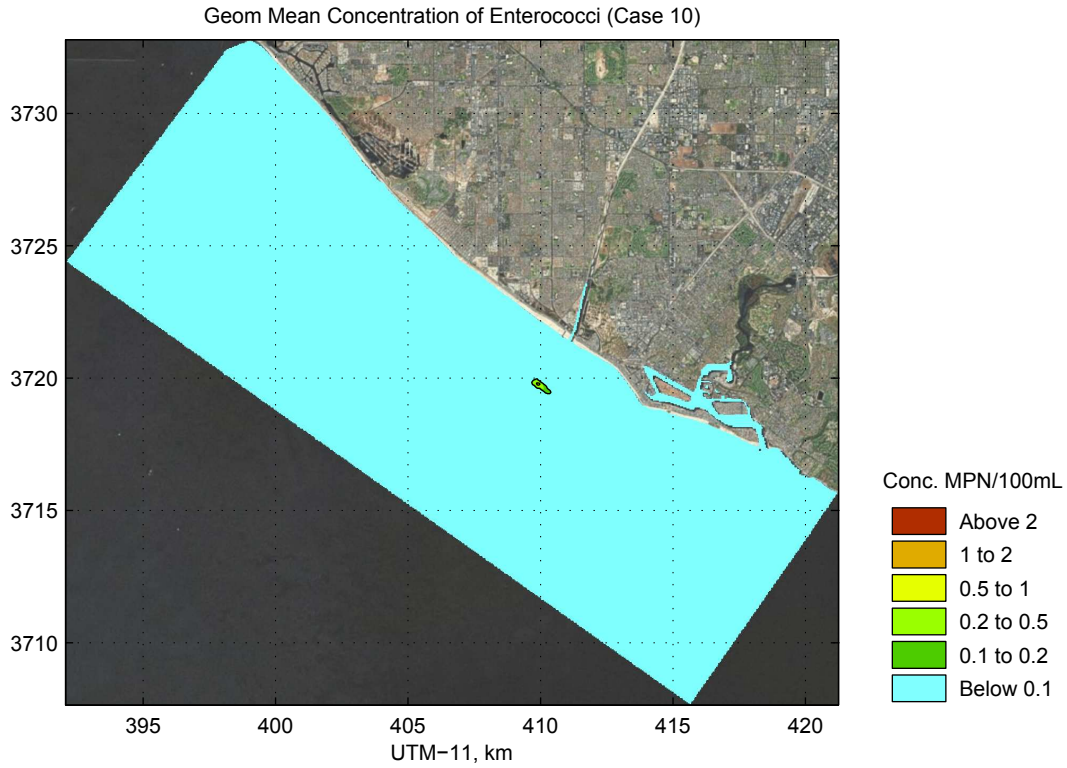 Geom Mean Concentration of Enterococci (Case 10)
3730
3725
3720
3715
3710
395
400
405
410
415
420
UTM−11, km
Conc. MPN/100mL
Above 2
1 to 2
0.5 to 1
0.2 to 0.5
0.1 to 0.2
Below 0.1